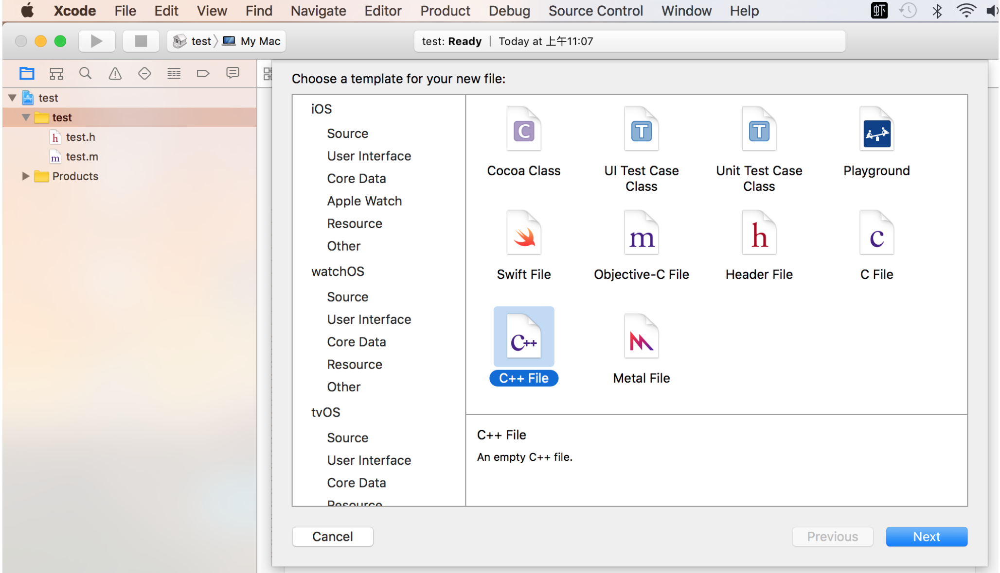 Xcode File Edit View Find Navigate Editor Product Debug Source Control Window Help 虾
test 〉 My Mac
test: Ready | Today at 上午11:07
test
test
h test.h
m test.m
Products
Choose a template for your new file:
iOS
Source
User Interface
Core Data
Apple Watch
Resource
Other
watchOS
Source
User Interface
Core Data
Resource
Other
tvOS
Source
User Interface
Core Data
Resource
C T T
Cocoa Class UI Test Case Class Unit Test Case Class Playground
m h c
Swift File Objective-C File Header File C File
C++
C++ File Metal File
C++ File
An empty C++ file.
Cancel Previous Next